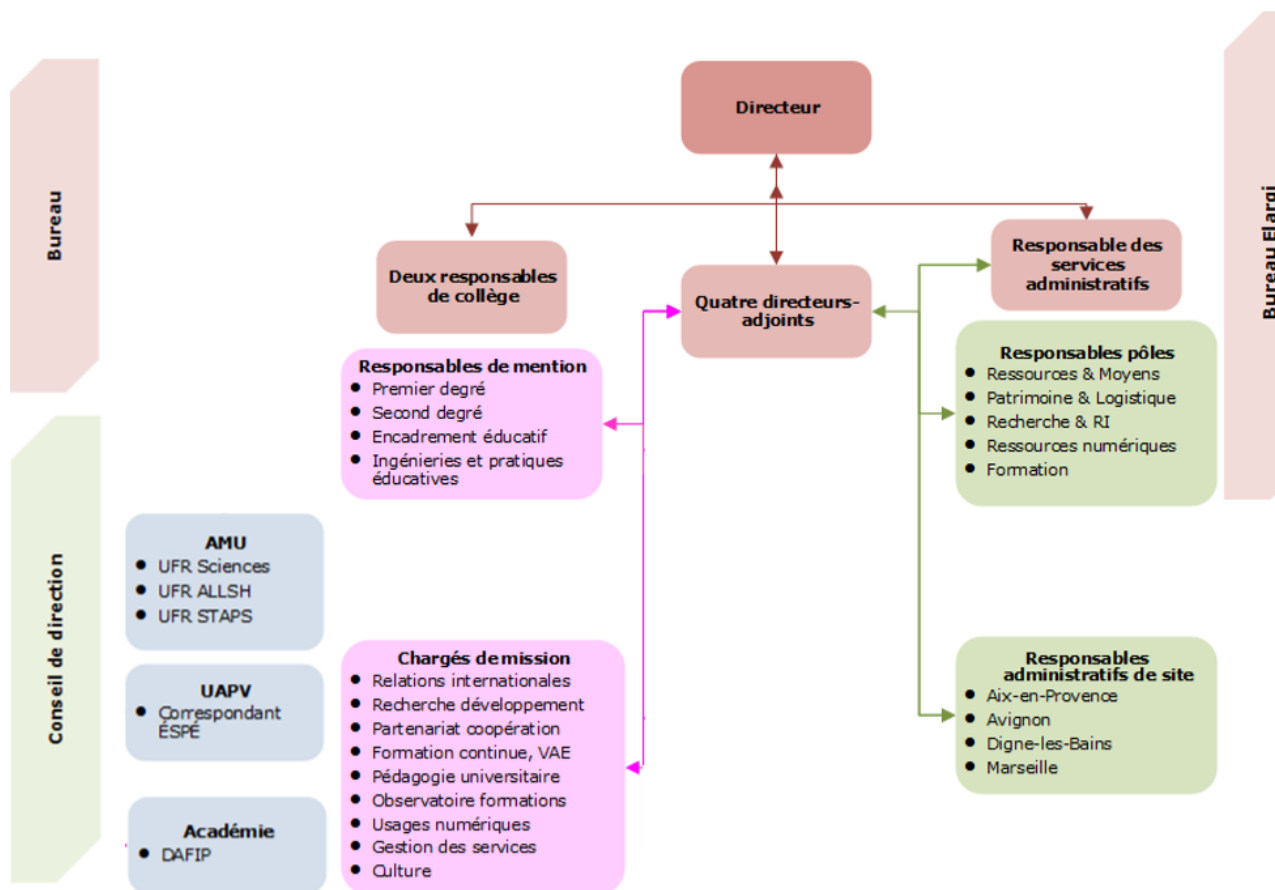 Directeur
Bureau
Bureau Elargi
Deux responsables
de collège
Quatre directeurs-
adjoints
Responsable des
services
administratifs
Responsables de mention
● Premier degré
● Second degré
● Encadrement éducatif
● Ingénieries et pratiques
éducatives
Responsables pôles
● Ressources & Moyens
● Patrimoine & Logistique
● Recherche & RI
● Ressources numériques
● Formation
Conseil de direction
AMU
● UFR Sciences
● UFR ALLSH
● UFR STAPS
UAPV
● Correspondant
ÉSPÉ
Académie
● DAFIP
Chargés de mission
● Relations internationales
● Recherche développement
● Partenariat coopération
● Formation continue, VAE
● Pédagogie universitaire
● Observatoire formations
● Usages numériques
● Gestion des services
● Culture
Responsables
administratifs de site
● Aix-en-Provence
● Avignon
● Digne-les-Bains
● Marseille